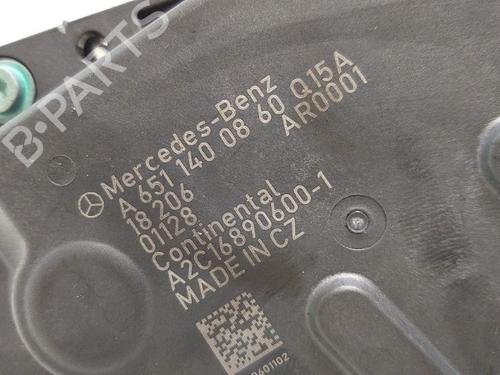 B-PARTS
Mercedes-Benz
A 651 140 08 60 Q15A
18 206 AR0001
01128
Continental
A2C16890600-1
MADE IN CZ